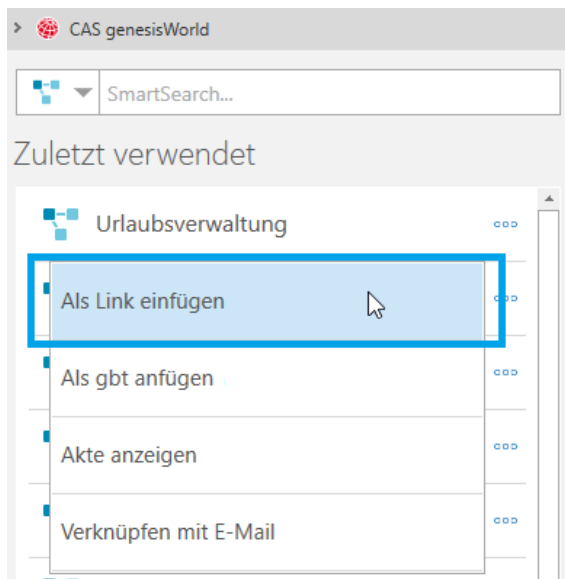 CAS genesisWorld
SmartSearch...
Zuletzt verwendet
Urlaubsverwaltung
Als Link einfügen
Als gbt anfügen
Akte anzeigen
Verknüpfen mit E-Mail